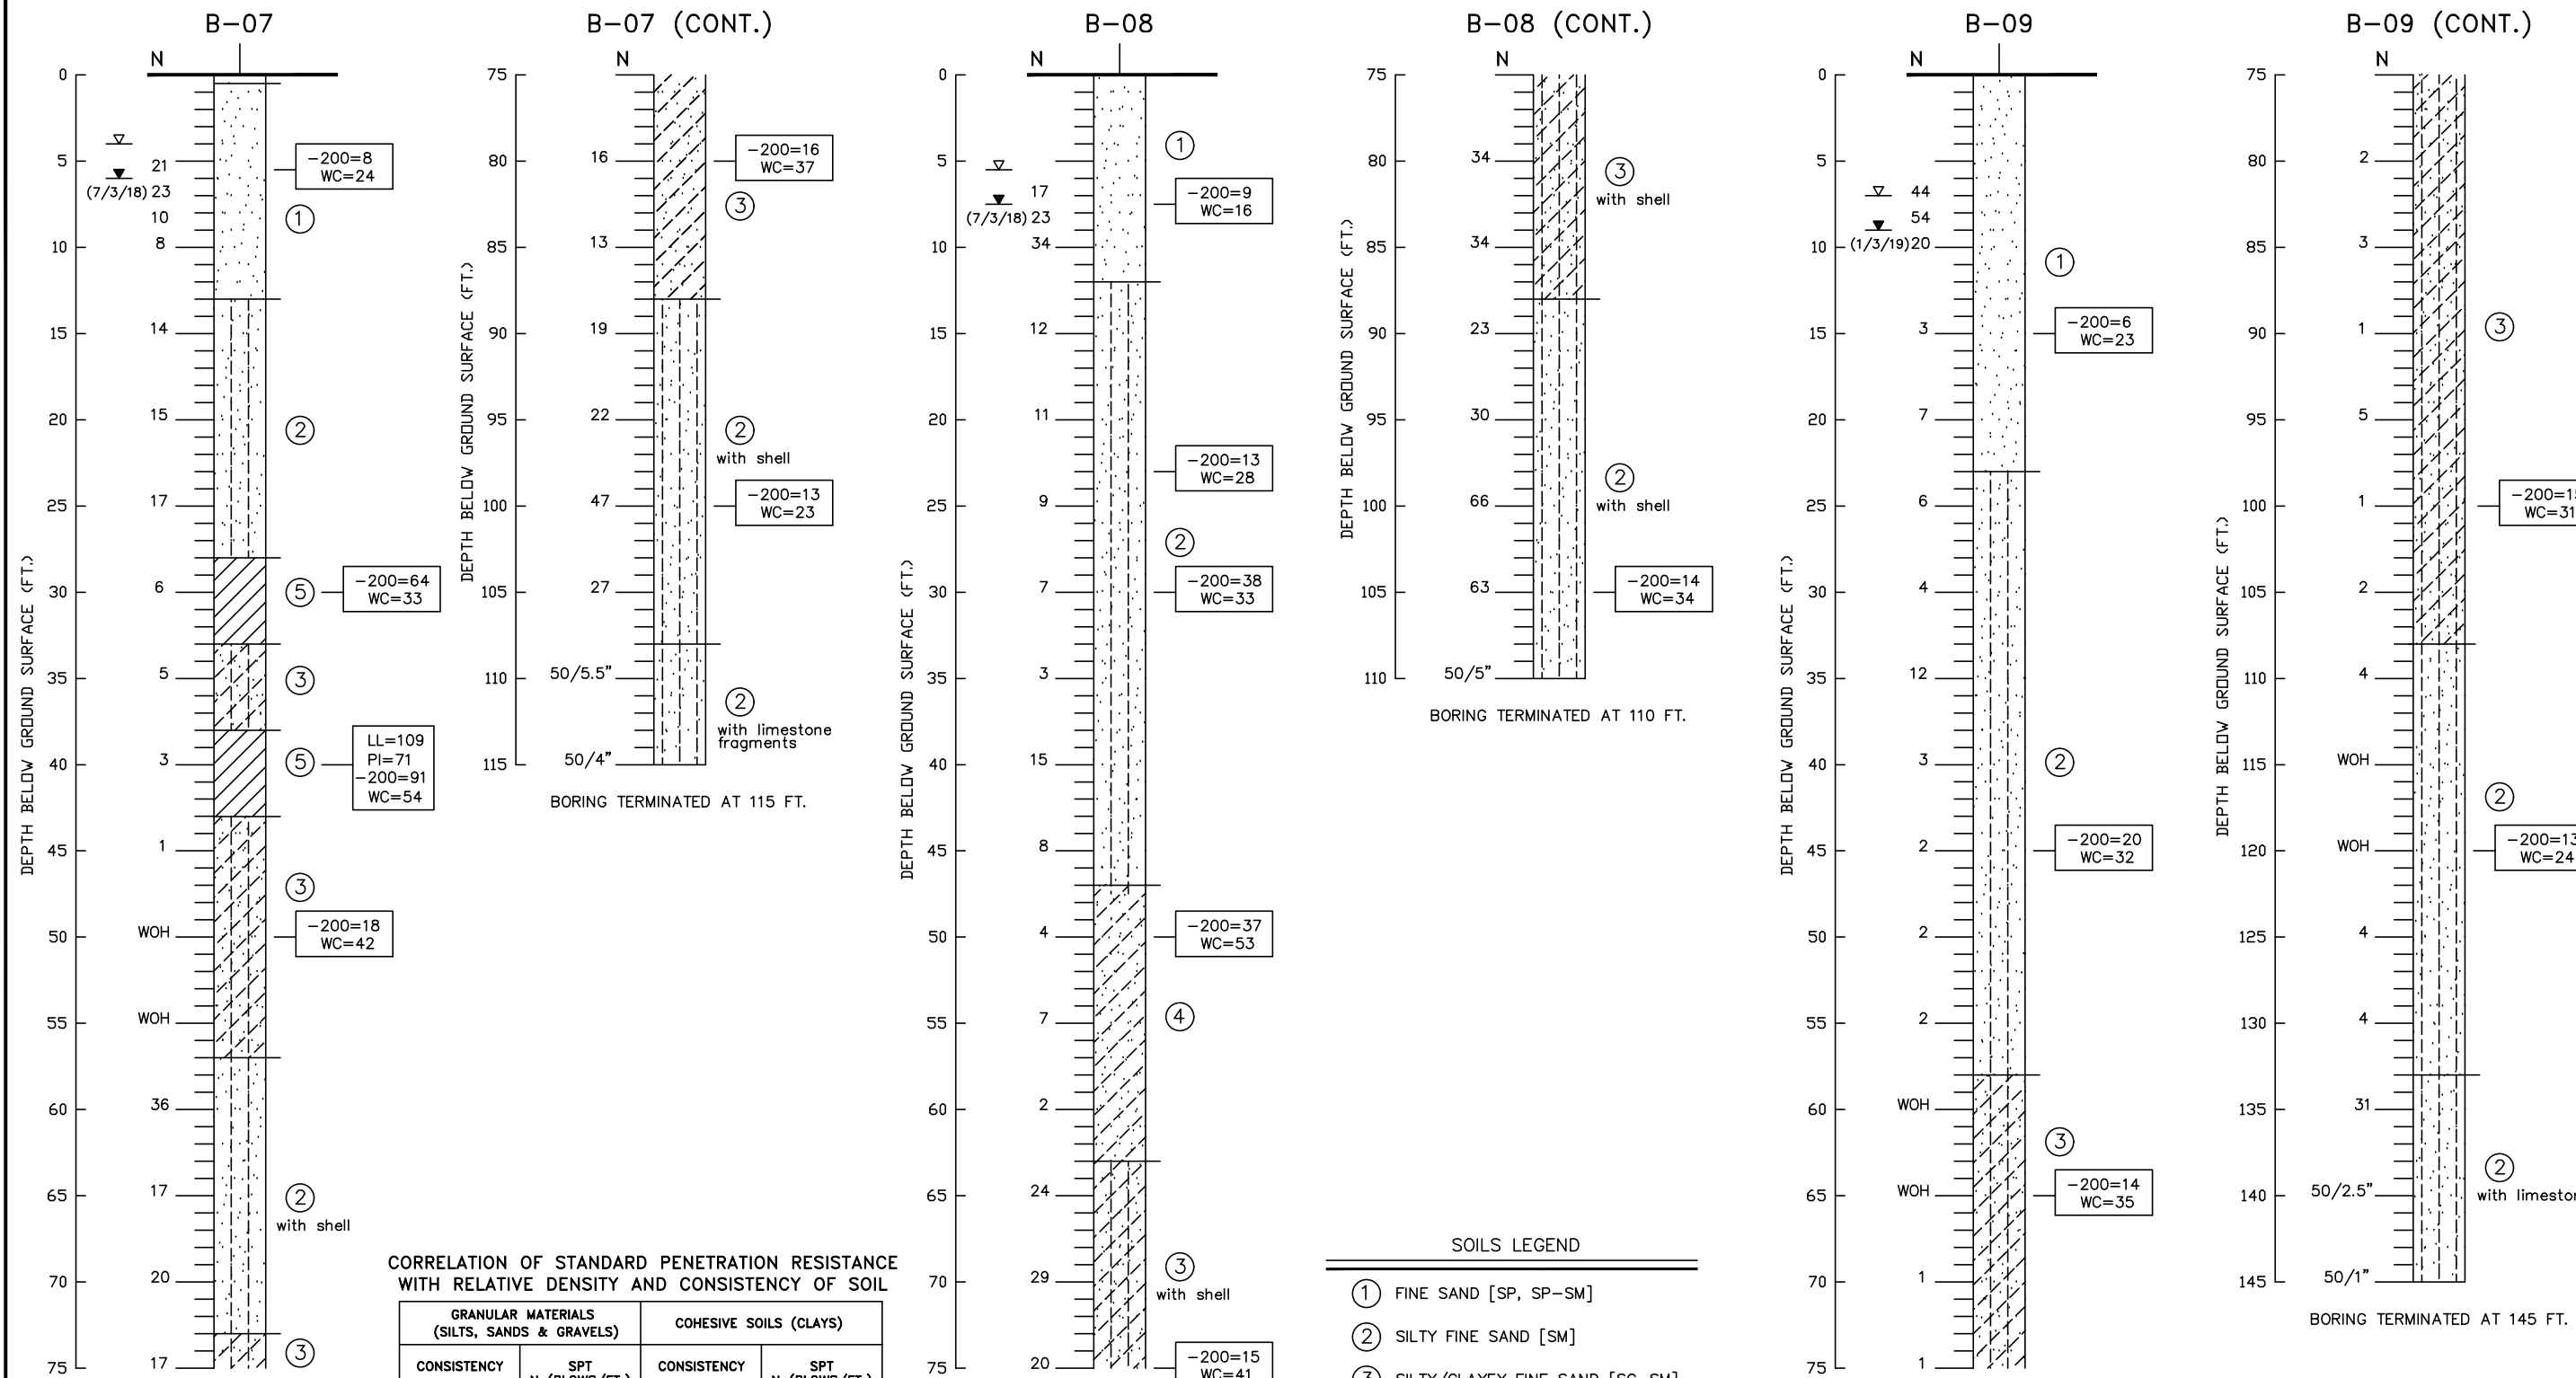 B-07
N
0
5
10
15
20
25
30
35
40
45
50
55
60
65
70
75
DEPTH BELOW GROUND SURFACE (FT.)
(7/3/18)
21
23
10
8
14
15
17
6
5
3
1
WOH
WOH
36
17
20
17
-200=8
WC=24
1
2
5
-200=64
WC=33
3
5
LL=109
PI=71
-200=91
WC=54
3
-200=18
WC=42
2
with shell
3
B-07 (CONT.)
N
75
80
85
90
95
100
105
110
115
DEPTH BELOW GROUND SURFACE (FT.)
16
13
19
22
47
27
50/5.5"
50/4"
-200=16
WC=37
3
2
with shell
-200=13
WC=23
2
with limestone
fragments
BORING TERMINATED AT 115 FT.
CORRELATION OF STANDARD PENETRATION RESISTANCE
WITH RELATIVE DENSITY AND CONSISTENCY OF SOIL
GRANULAR MATERIALS
(SILTS, SANDS & GRAVELS)
COHESIVE SOILS (CLAYS)
CONSISTENCY
SPT
N (BLOWS/FT.)
CONSISTENCY
SPT
N (BLOWS/FT.)
B-08
N
0
5
10
15
20
25
30
35
40
45
50
55
60
65
70
75
DEPTH BELOW GROUND SURFACE (FT.)
(7/3/18)
17
23
34
12
11
9
7
3
15
8
4
7
2
24
29
20
1
-200=9
WC=16
-200=13
WC=28
2
-200=38
WC=33
-200=37
WC=53
4
3
with shell
-200=15
WC=41
B-08 (CONT.)
N
75
80
85
90
95
100
105
110
DEPTH BELOW GROUND SURFACE (FT.)
34
34
23
30
66
63
50/5"
3
with shell
2
with shell
-200=14
WC=34
BORING TERMINATED AT 110 FT.
SOILS LEGEND
1 FINE SAND [SP, SP-SM]
2 SILTY FINE SAND [SM]
3 SILTY/CLAYEY FINE SAND [SC-SM]
B-09
N
0
5
10
15
20
25
30
35
40
45
50
55
60
65
70
75
DEPTH BELOW GROUND SURFACE (FT.)
(1/3/19)
44
54
20
3
7
6
4
12
3
2
2
2
WOH
WOH
1
1
1
-200=6
WC=23
2
-200=20
WC=32
3
-200=14
WC=35
B-09 (CONT.)
N
75
80
85
90
95
100
105
110
115
120
125
130
135
140
145
DEPTH BELOW GROUND SURFACE (FT.)
2
3
1
5
1
2
4
WOH
WOH
4
4
31
50/2.5"
50/1"
3
WC=31
2
-200=13
WC=24
2
BORING TERMINATED AT 145 FT.
with